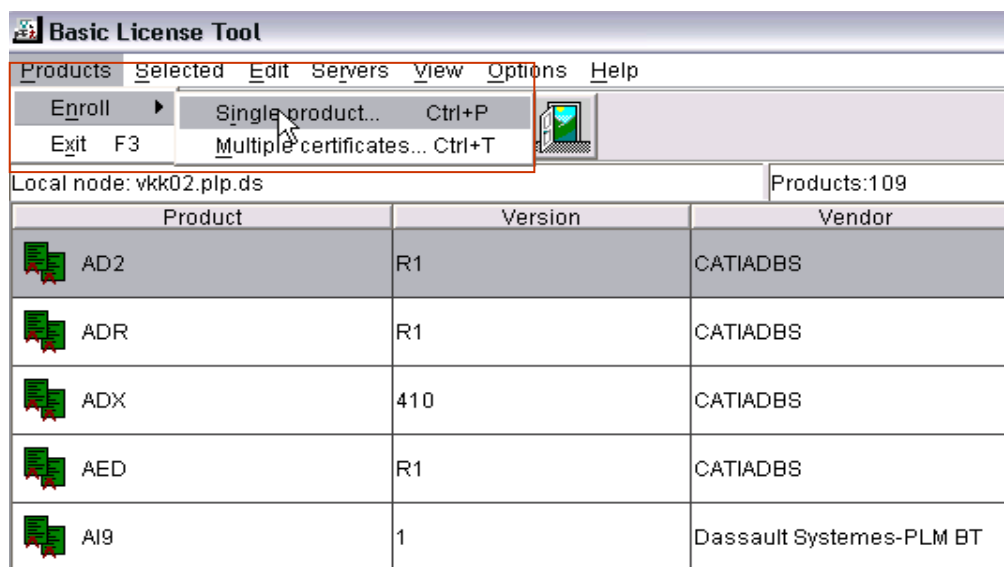 Basic License Tool
Products Selected Edit Servers View Options Help
Enroll Single product... Ctrl+P
Exit F3 Multiple certificates... Ctrl+T
Local node: vkk02.plp.ds Products:109
Product Version Vendor
AD2 R1 CATIADBS
ADR R1 CATIADBS
ADX 410 CATIADBS
AED R1 CATIADBS
AI9 1 Dassault Systemes-PLM BT